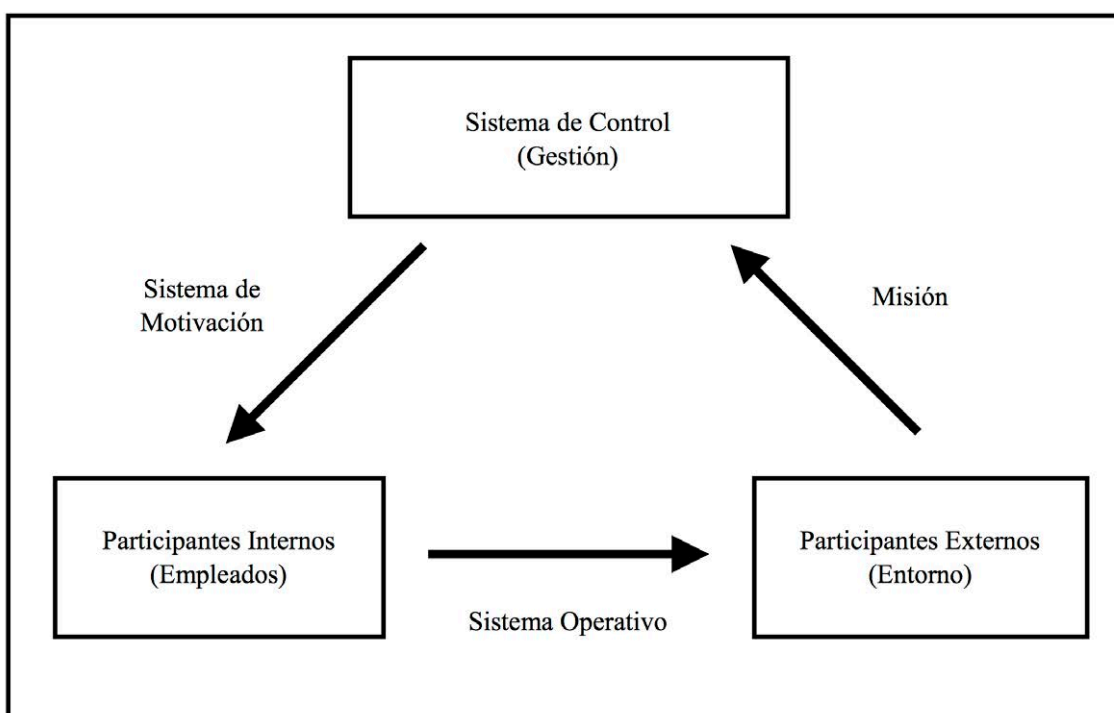 Sistema de Control
(Gestión)
Sistema de
Motivación
Misión
Participantes Internos
(Empleados)
Participantes Externos
(Entorno)
Sistema Operativo